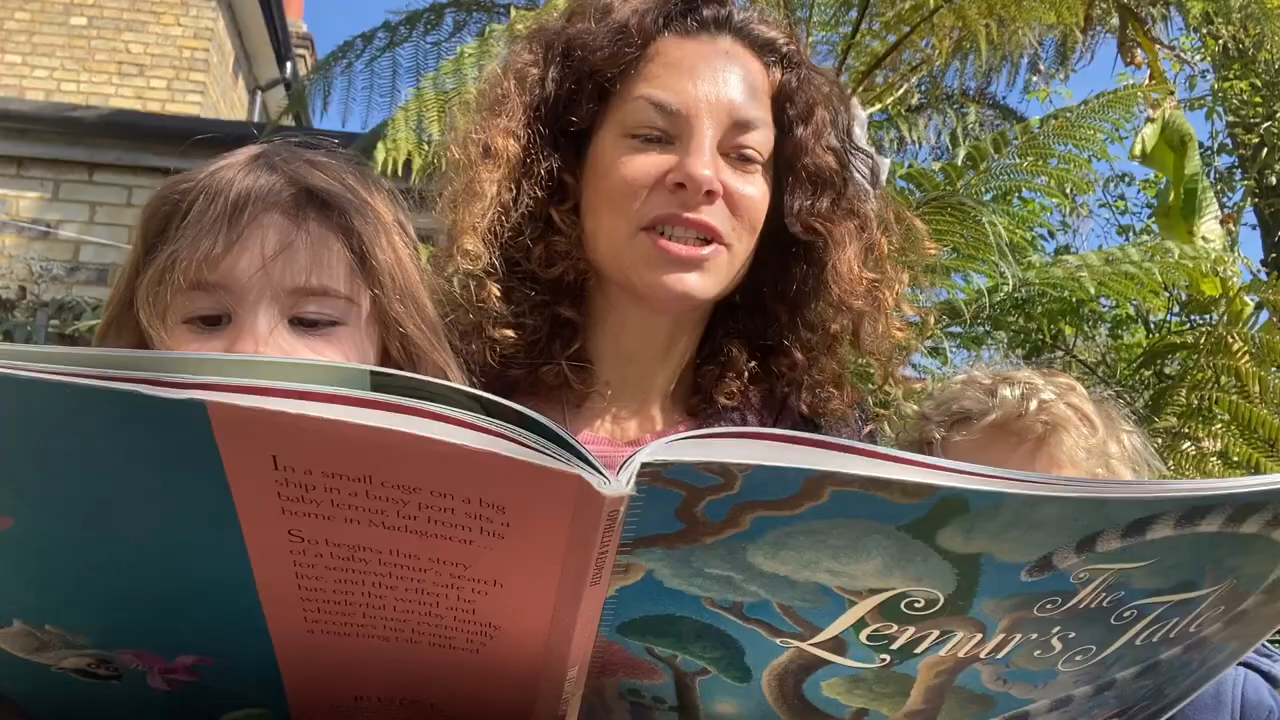 In a small cage on a big
ship in a busy port sits a
baby lemur, far from his
home in Madagascar...
So begins this story
of a baby lemur's search
for somewhere safe to
live, and the effect he
has on the weird and
wonderful Luruby family,
whose house eventually
becomes his home. It's
a touching tale indeed
OPHELIA REDPATH
The
Lemur's
Tale